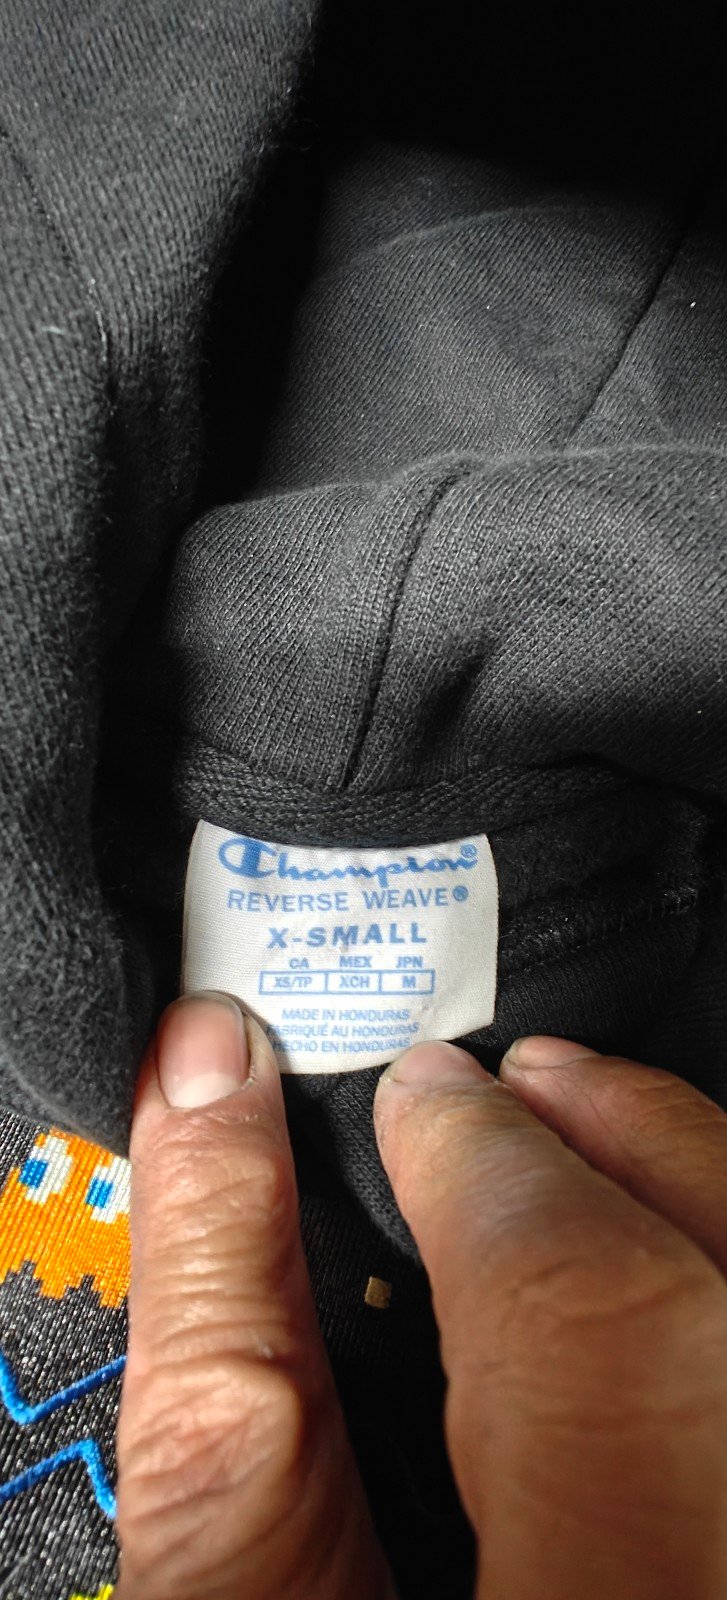 Champion®
REVERSE WEAVE®
X-SMALL
CA MEX JPN
XS/TP XCH M
MADE IN HONDURAS
FABRIQUÉ AU HONDURAS
HECHO EN HONDURAS